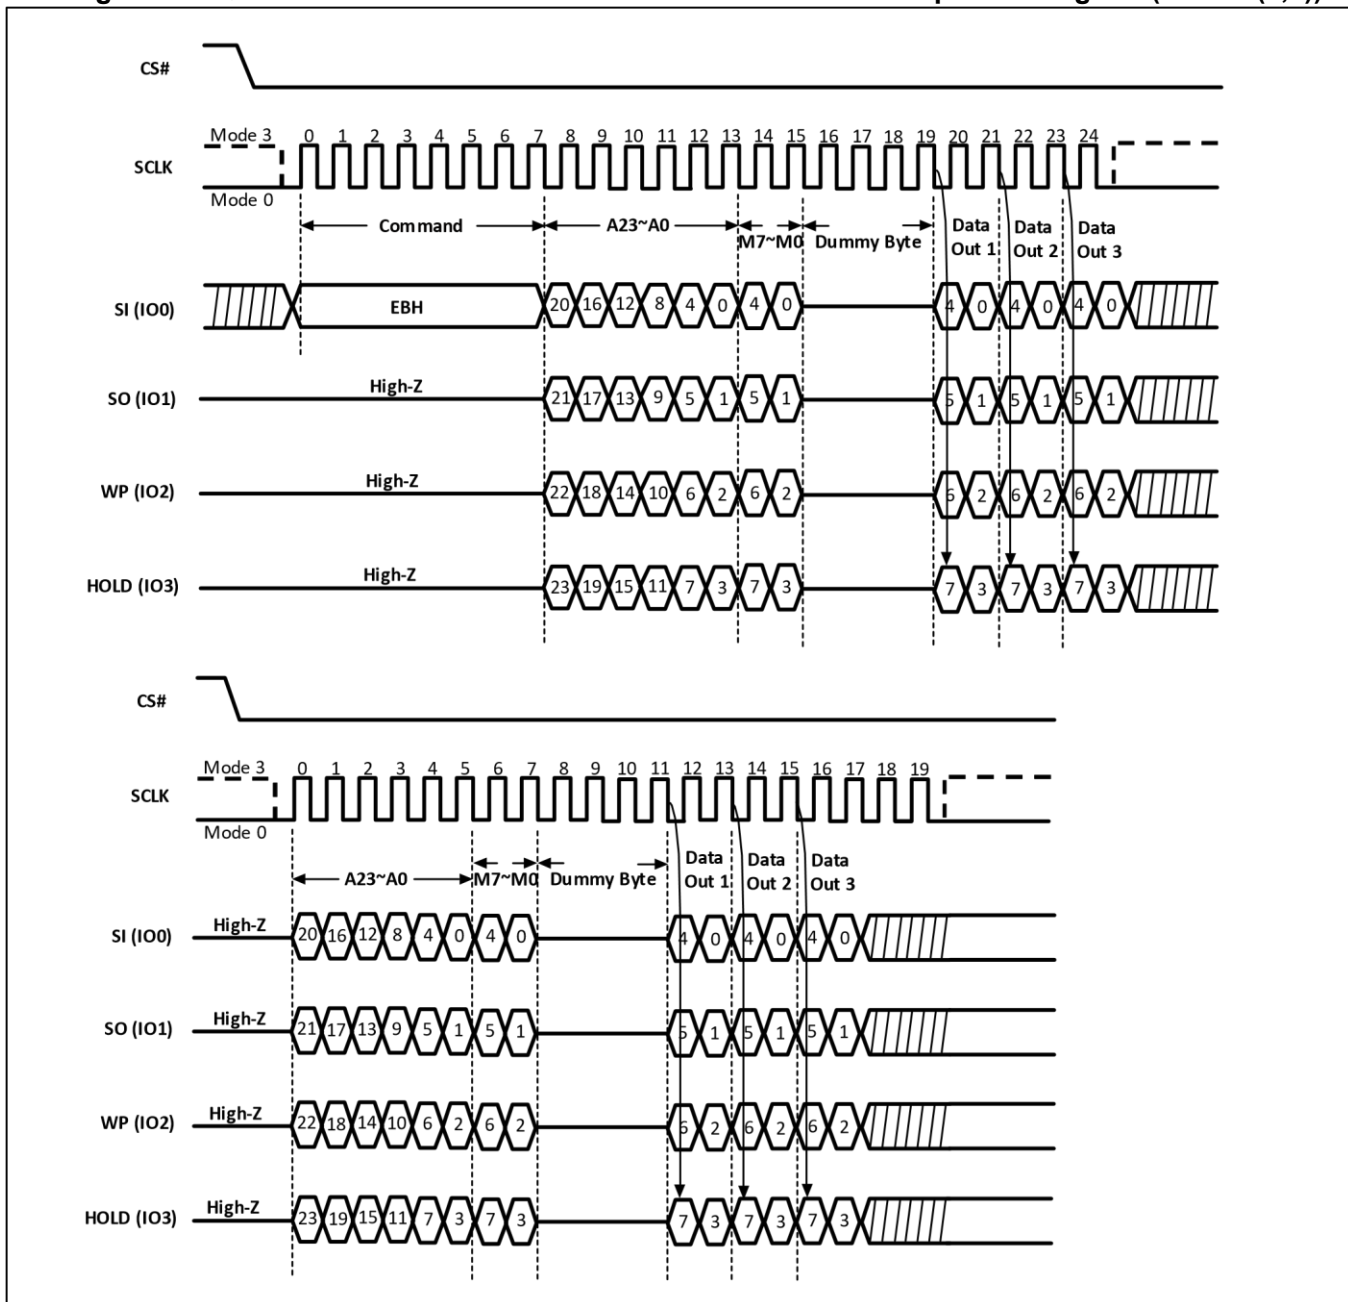 CS#
Mode 3 0 1 2 3 4 5 6 7 8 9 10 11 12 13 14 15 16 17 18 19 20 21 22 23 24
SCLK
Mode 0
Command A23~A0 M7~M0 Dummy Byte Data Out 1 Data Out 2 Data Out 3
SI (IO0) EBH 20 16 12 8 4 0 4 0 4 0 4 0 4 0
SO (IO1) High-Z 21 17 13 9 5 1 5 1 5 1 5 1 5 1
WP (IO2) High-Z 22 18 14 10 6 2 6 2 6 2 6 2 6 2
HOLD (IO3) High-Z 23 19 15 11 7 3 7 3 7 3 7 3 7 3
CS#
Mode 3 0 1 2 3 4 5 6 7 8 9 10 11 12 13 14 15 16 17 18 19
SCLK
Mode 0
A23~A0 M7~M0 Dummy Byte Data Out 1 Data Out 2 Data Out 3
SI (IO0) High-Z 20 16 12 8 4 0 4 0 4 0 4 0 4 0
SO (IO1) High-Z 21 17 13 9 5 1 5 1 5 1 5 1 5 1
WP (IO2) High-Z 22 18 14 10 6 2 6 2 6 2 6 2 6 2
HOLD (IO3) High-Z 23 19 15 11 7 3 7 3 7 3 7 3 7 3